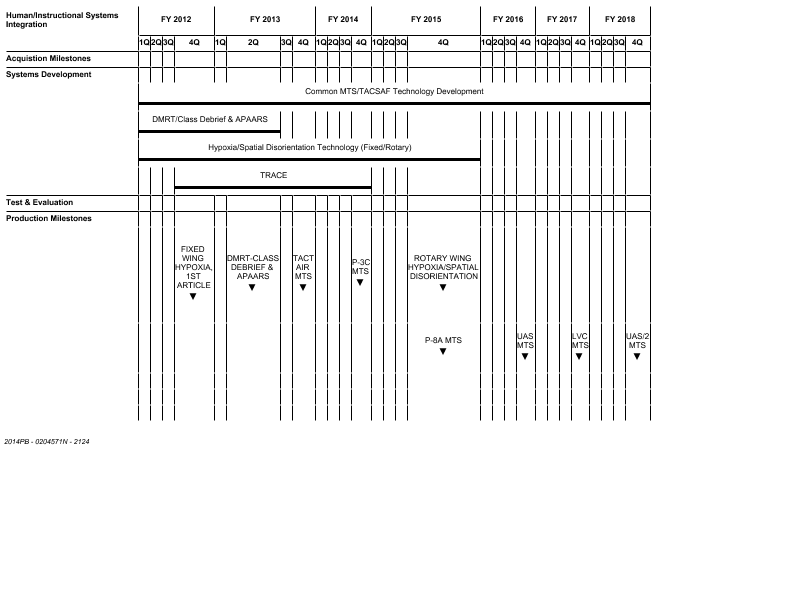 Human/Instructional Systems
Integration
FY 2012 FY 2013 FY 2014 FY 2015 FY 2016 FY 2017 FY 2018
1Q 2Q 3Q 4Q 1Q 2Q 3Q 4Q 1Q 2Q 3Q 4Q 1Q 2Q 3Q 4Q 1Q 2Q 3Q 4Q 1Q 2Q 3Q 4Q 1Q 2Q 3Q 4Q
Acquistion Milestones
Systems Development
Common MTS/TACSAF Technology Development
DMRT/Class Debrief & APAARS
Hypoxia/Spatial Disorientation Technology (Fixed/Rotary)
TRACE
Test & Evaluation
Production Milestones
FIXED
WING
HYPOXIA,
1ST
ARTICLE
DMRT-CLASS
DEBRIEF &
APAARS
TACT
AIR
MTS
P-3C
MTS
ROTARY WING
HYPOXIA/SPATIAL
DISORIENTATION
P-8A MTS
UAS
MTS
LVC
MTS
UAS/2
MTS
2014PB - 0204571N - 2124